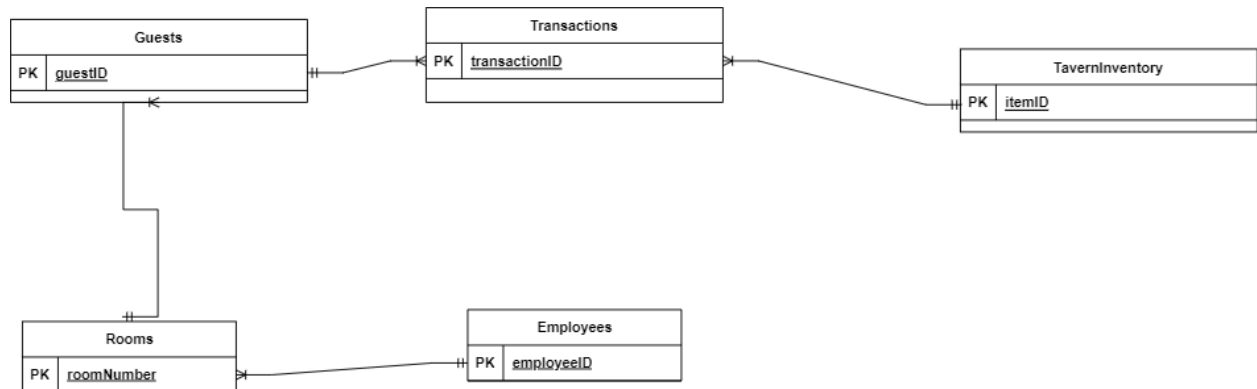 Guests
PK guestID
Transactions
PK transactionID
TavernInventory
PK itemID
Rooms
PK roomNumber
Employees
PK employeeID